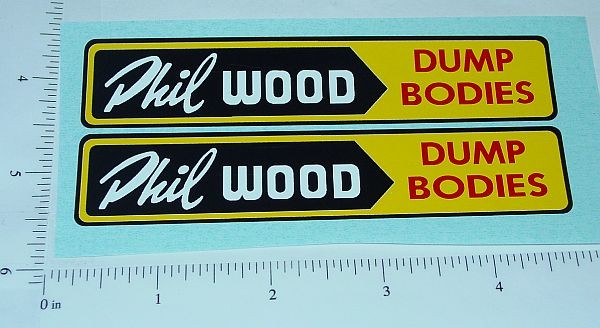 Phil WOOD DUMP BODIES
Phil WOOD DUMP BODIES
4
5
6
0 in 1 2 3 4